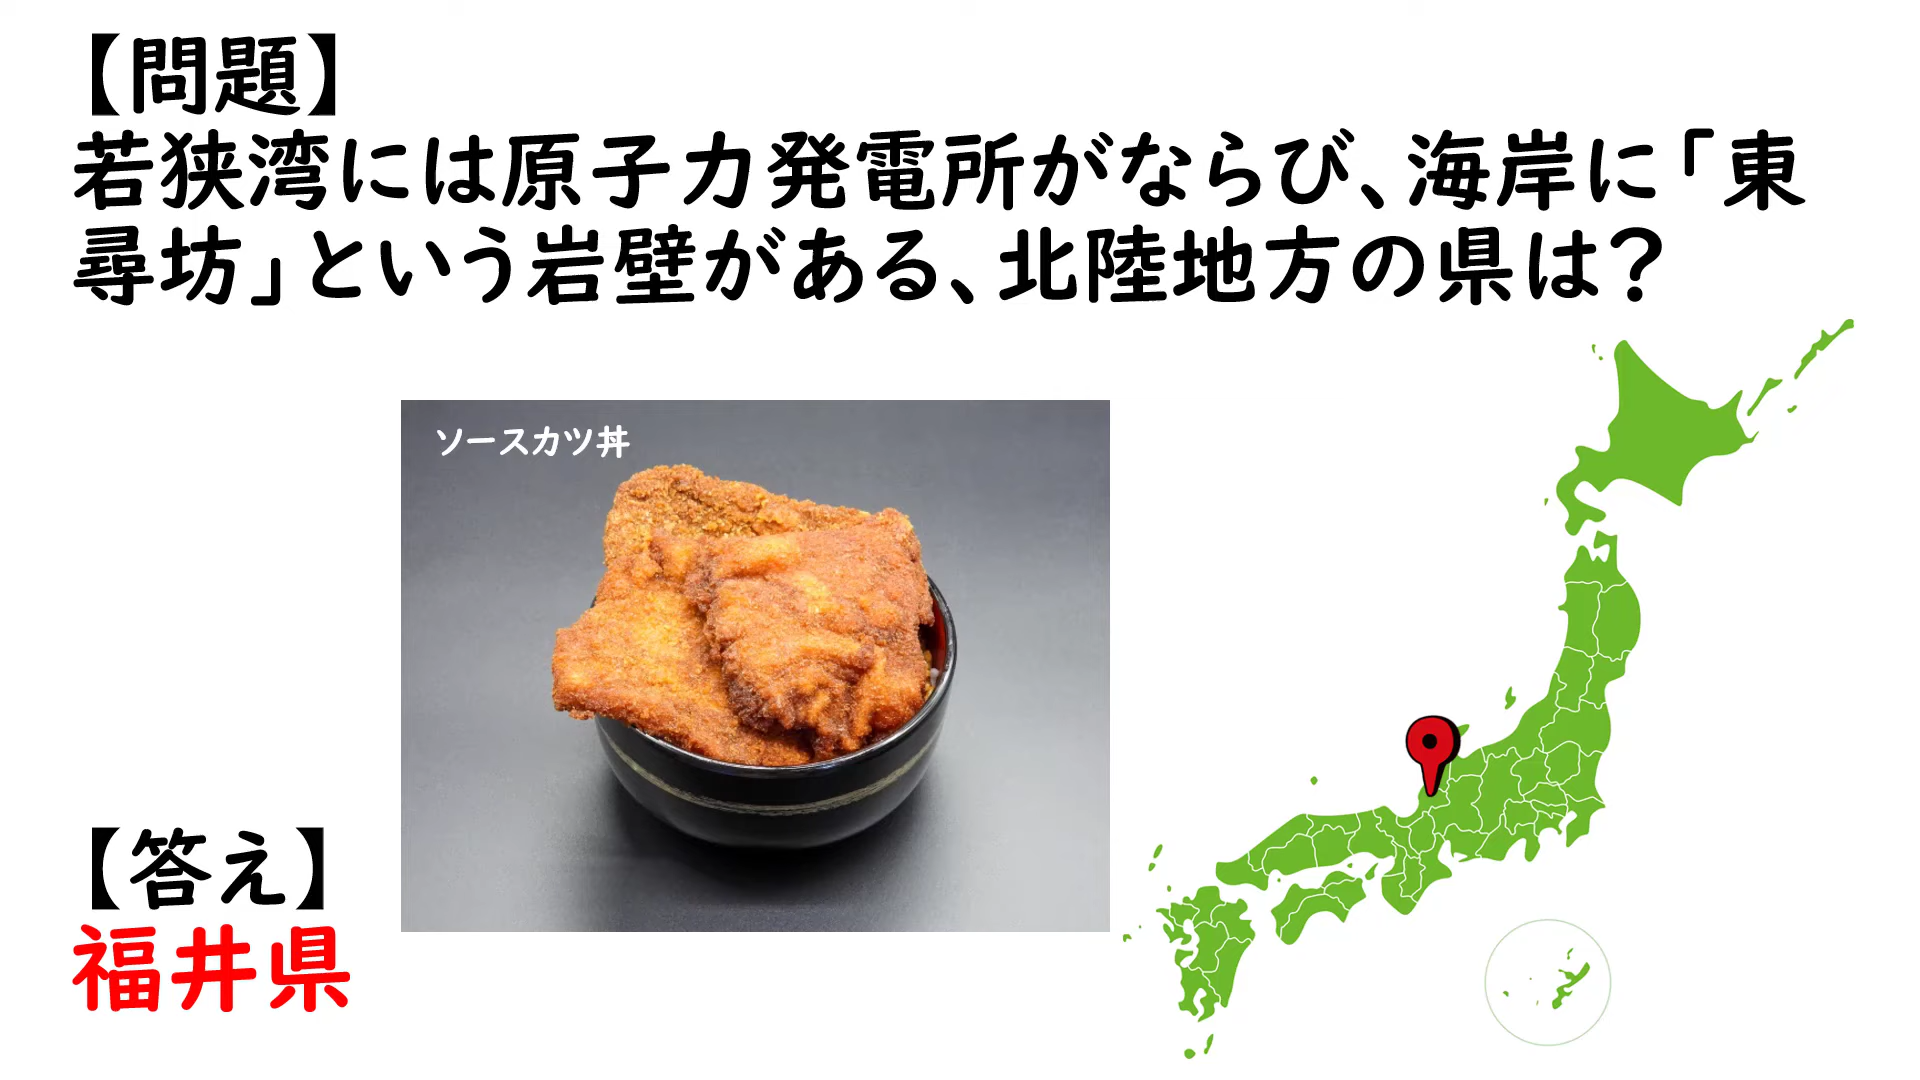 【問題】
若狭湾には原子力発電所がならび、海岸に「東
尋坊」という岩壁がある、北陸地方の県は？
ソースカツ丼
【答え】
福井県